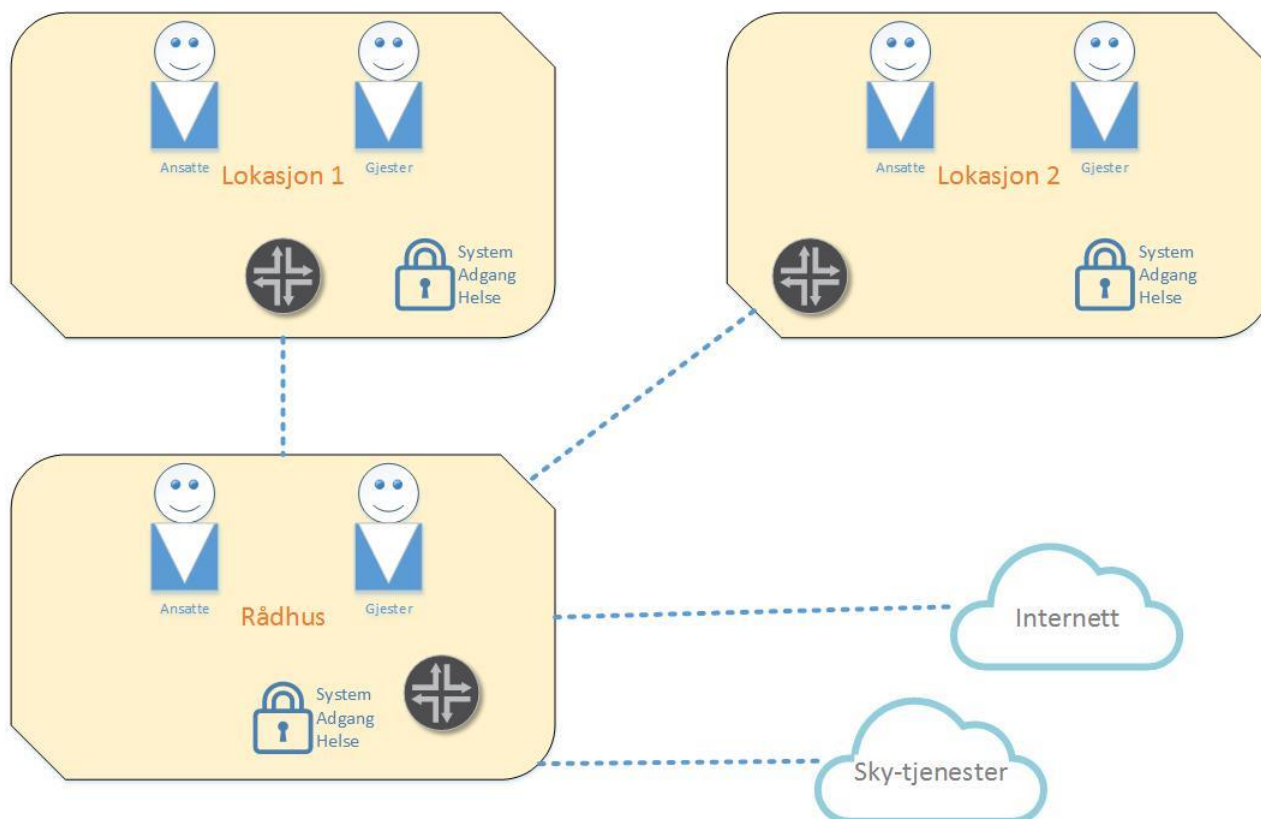 Ansatte
Gjester
Lokasjon 1
System
Adgang
Helse
Ansatte
Gjester
Lokasjon 2
System
Adgang
Helse
Ansatte
Gjester
Rådhus
System
Adgang
Helse
Internett
Sky-tjenester